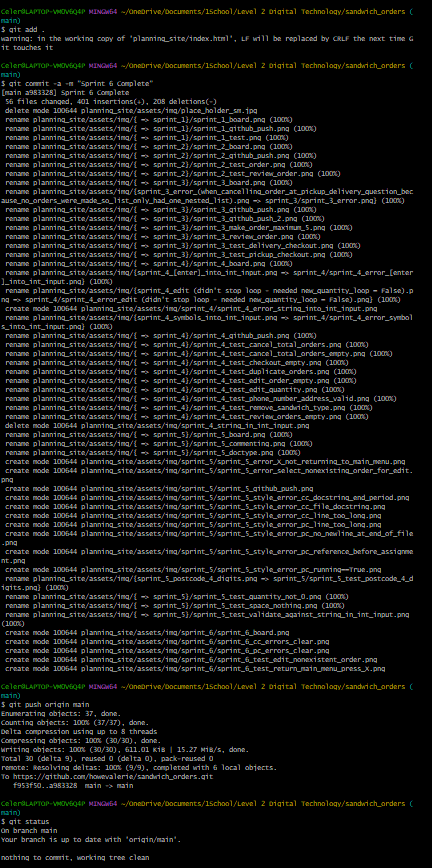 Celer@LAPTOP-VMOV6Q4P MINGW64 ~/OneDrive/Documents/1School/Level 2 Digital Technology/sandwich_orders (
main)
$ git add .
warning: in the working copy of 'planning_site/index.html', LF will be replaced by CRLF the next time G
it touches it

Celer@LAPTOP-VMOV6Q4P MINGW64 ~/OneDrive/Documents/1School/Level 2 Digital Technology/sandwich_orders (
main)
$ git commit -a -m "Sprint 6 Complete"
[main a983328] Sprint 6 Complete
 56 files changed, 401 insertions(+), 208 deletions(-)
 delete mode 100644 planning_site/assets/img/place_holder_sm.jpg
 rename planning_site/assets/img/{ => sprint_1}/sprint_1_board.png (100%)
 rename planning_site/assets/img/{ => sprint_1}/sprint_1_github_push.png (100%)
 rename planning_site/assets/img/{ => sprint_1}/sprint_1_test.png (100%)
 rename planning_site/assets/img/{ => sprint_2}/sprint_2_board.png (100%)
 rename planning_site/assets/img/{ => sprint_2}/sprint_2_github_push.png (100%)
 rename planning_site/assets/img/{ => sprint_2}/sprint_2_test_order.png (100%)
 rename planning_site/assets/img/{ => sprint_2}/sprint_2_test_review_order.png (100%)
 rename planning_site/assets/img/{ => sprint_3}/sprint_3_board.png (100%)
 rename planning_site/assets/img/{sprint_3_error_(when_cancelling_order_at_pickup_delivery_question_bec
ause_no_orders_were_made_so_list_only_had_one_nested_list).png => sprint_3/sprint_3_error.png} (100%)
 rename planning_site/assets/img/{ => sprint_3}/sprint_3_github_push.png (100%)
 rename planning_site/assets/img/{ => sprint_3}/sprint_3_github_push_2.png (100%)
 rename planning_site/assets/img/{ => sprint_3}/sprint_3_make_order_maximum_5.png (100%)
 rename planning_site/assets/img/{ => sprint_3}/sprint_3_review_order.png (100%)
 rename planning_site/assets/img/{ => sprint_3}/sprint_3_test_delivery_checkout.png (100%)
 rename planning_site/assets/img/{ => sprint_3}/sprint_3_test_pickup_checkout.png (100%)
 rename planning_site/assets/img/{ => sprint_4}/sprint_4_board.png (100%)
 rename planning_site/assets/img/{sprint_4_[enter]_into_int_input.png => sprint_4/sprint_4_error_[enter
]_into_int_input.png} (100%)
 rename planning_site/assets/img/{sprint_4_edit (didn't stop loop - needed new_quantity_loop = False).p
ng => sprint_4/sprint_4_error_edit (didn't stop loop - needed new_quantity_loop = False).png} (100%)
 create mode 100644 planning_site/assets/img/sprint_4/sprint_4_error_string_into_int_input.png
 rename planning_site/assets/img/{sprint_4_symbols_into_int_input.png => sprint_4/sprint_4_error_symbol
s_into_int_input.png} (100%)
 rename planning_site/assets/img/{ => sprint_4}/sprint_4_github_push.png (100%)
 rename planning_site/assets/img/{ => sprint_4}/sprint_4_test_cancel_total_orders.png (100%)
 rename planning_site/assets/img/{ => sprint_4}/sprint_4_test_cancel_total_orders_empty.png (100%)
 rename planning_site/assets/img/{ => sprint_4}/sprint_4_test_checkout_empty.png (100%)
 rename planning_site/assets/img/{ => sprint_4}/sprint_4_test_duplicate_orders.png (100%)
 rename planning_site/assets/img/{ => sprint_4}/sprint_4_test_edit_order_empty.png (100%)
 rename planning_site/assets/img/{ => sprint_4}/sprint_4_test_edit_quantity.png (100%)
 rename planning_site/assets/img/{ => sprint_4}/sprint_4_test_phone_number_address_valid.png (100%)
 rename planning_site/assets/img/{ => sprint_4}/sprint_4_test_remove_sandwich_type.png (100%)
 rename planning_site/assets/img/{ => sprint_4}/sprint_4_test_review_orders_empty.png (100%)
 delete mode 100644 planning_site/assets/img/sprint_4_string_in_int_input.png
 rename planning_site/assets/img/{ => sprint_5}/sprint_5_board.png (100%)
 rename planning_site/assets/img/{ => sprint_5}/sprint_5_commenting.png (100%)
 rename planning_site/assets/img/{ => sprint_5}/sprint_5_doctype.png (100%)
 create mode 100644 planning_site/assets/img/sprint_5/sprint_5_error_X_not_returning_to_main_menu.png
 create mode 100644 planning_site/assets/img/sprint_5/sprint_5_error_select_nonexisting_order_for_edit.
png
 create mode 100644 planning_site/assets/img/sprint_5/sprint_5_github_push.png
 create mode 100644 planning_site/assets/img/sprint_5/sprint_5_style_error_cc_docstring_end_period.png
 create mode 100644 planning_site/assets/img/sprint_5/sprint_5_style_error_cc_file_docstring.png
 create mode 100644 planning_site/assets/img/sprint_5/sprint_5_style_error_cc_line_too_long.png
 create mode 100644 planning_site/assets/img/sprint_5/sprint_5_style_error_pc_line_too_long.png
 create mode 100644 planning_site/assets/img/sprint_5/sprint_5_style_error_pc_no_newline_at_end_of_file
.png
 create mode 100644 planning_site/assets/img/sprint_5/sprint_5_style_error_pc_reference_before_assignme
nt.png
 create mode 100644 planning_site/assets/img/sprint_5/sprint_5_style_error_pc_running==True.png
 rename planning_site/assets/img/{sprint_5_postcode_4_digits.png => sprint_5/sprint_5_test_postcode_4_d
igits.png} (100%)
 rename planning_site/assets/img/{ => sprint_5}/sprint_5_test_quantity_not_0.png (100%)
 rename planning_site/assets/img/{ => sprint_5}/sprint_5_test_space_nothing.png (100%)
 rename planning_site/assets/img/{ => sprint_5}/sprint_5_test_validate_against_string_in_int_input.png
(100%)
 create mode 100644 planning_site/assets/img/sprint_6/sprint_6_board.png
 create mode 100644 planning_site/assets/img/sprint_6/sprint_6_cc_errors_clear.png
 create mode 100644 planning_site/assets/img/sprint_6/sprint_6_pc_errors_clear.png
 create mode 100644 planning_site/assets/img/sprint_6/sprint_6_test_edit_nonexistent_order.png
 create mode 100644 planning_site/assets/img/sprint_6/sprint_6_test_return_main_menu_press_X.png

Celer@LAPTOP-VMOV6Q4P MINGW64 ~/OneDrive/Documents/1School/Level 2 Digital Technology/sandwich_orders (
main)
$ git push origin main
Enumerating objects: 37, done.
Counting objects: 100% (37/37), done.
Delta compression using up to 8 threads
Compressing objects: 100% (30/30), done.
Writing objects: 100% (30/30), 611.01 KiB | 15.27 MiB/s, done.
Total 30 (delta 9), reused 0 (delta 0), pack-reused 0
remote: Resolving deltas: 100% (9/9), completed with 6 local objects.
To https://github.com/howevalerie/sandwich_orders.git
   f953f50..a983328  main -> main

Celer@LAPTOP-VMOV6Q4P MINGW64 ~/OneDrive/Documents/1School/Level 2 Digital Technology/sandwich_orders (
main)
$ git status
On branch main
Your branch is up to date with 'origin/main'.

nothing to commit, working tree clean